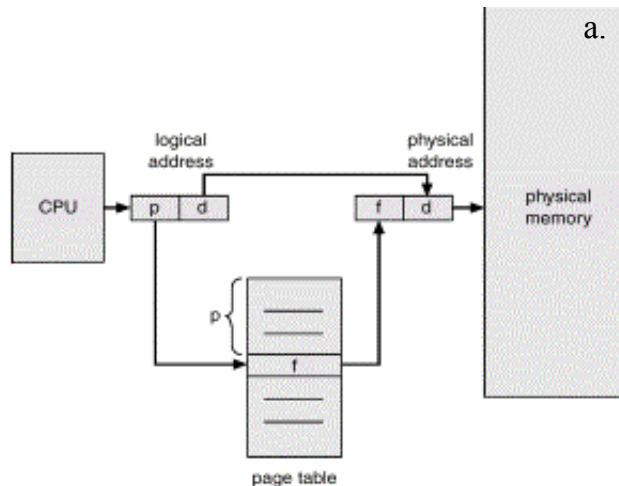 a.
logical
address
physical
address
CPU
p d
f d
physical
memory
p
f
page table